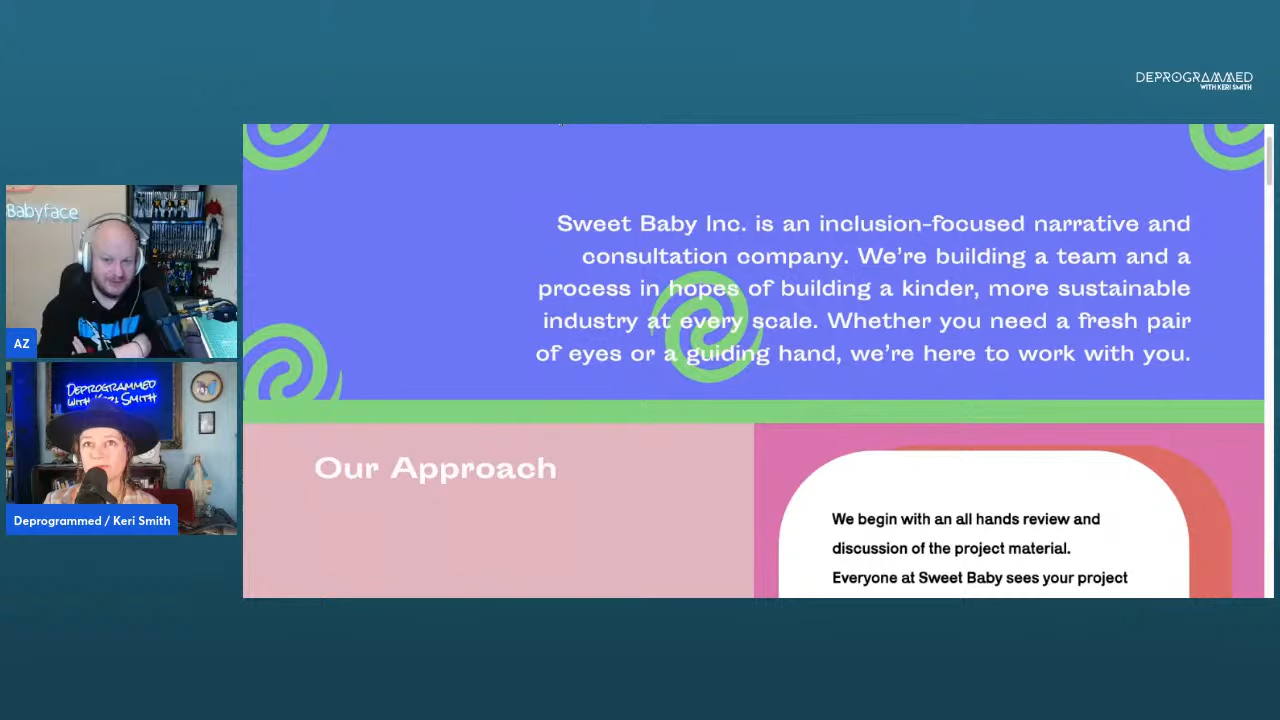 DEPROGRAMMED
WITH KERI SMITH
Babyface
AZ
DEPROGRAMMED
WITH KERI SMITH
Deprogrammed / Keri Smith
Sweet Baby Inc. is an inclusion-focused narrative and
consultation company. We're building a team and a
process in hopes of building a kinder, more sustainable
industry at every scale. Whether you need a fresh pair
of eyes or a guiding hand, we're here to work with you.
Our Approach
We begin with an all hands review and
discussion of the project material.
Everyone at Sweet Baby sees your project